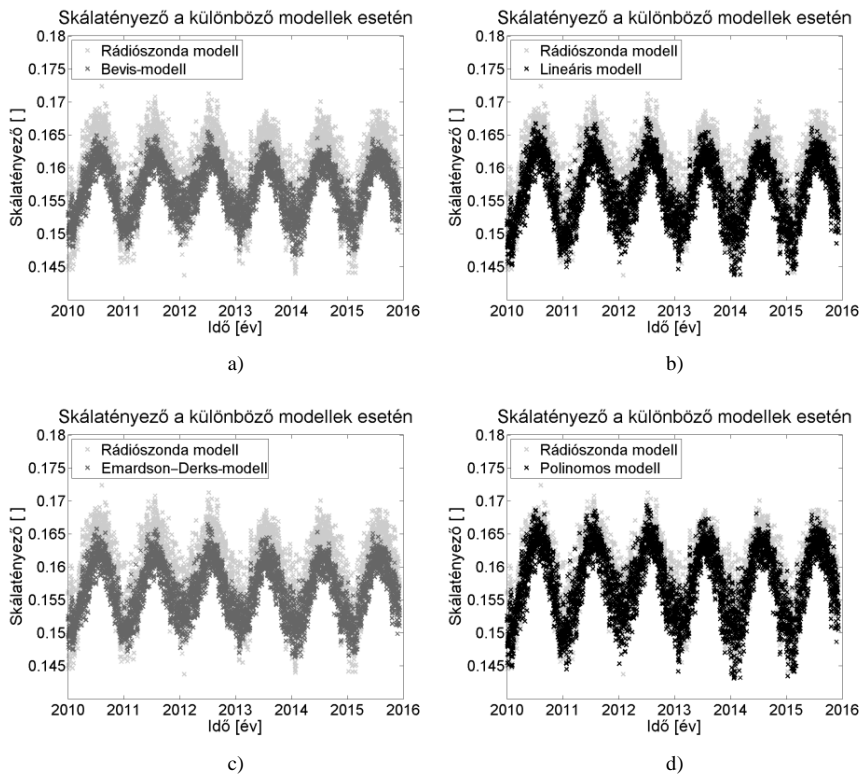 Skálatényező a különböző modellek esetén
0.18
0.175
0.17
0.165
0.16
0.155
0.15
0.145
Skálatényező [ ]
× Rádiószonda modell
× Bevis-modell
2010 2011 2012 2013 2014 2015 2016
Idő [év]
a)
Skálatényező a különböző modellek esetén
0.18
0.175
0.17
0.165
0.16
0.155
0.15
0.145
Skálatényező [ ]
× Rádiószonda modell
× Lineáris modell
2010 2011 2012 2013 2014 2015 2016
Idő [év]
b)
Skálatényező a különböző modellek esetén
0.18
0.175
0.17
0.165
0.16
0.155
0.15
0.145
Skálatényező [ ]
× Rádiószonda modell
× Emardson–Derks-modell
2010 2011 2012 2013 2014 2015 2016
Idő [év]
c)
Skálatényező a különböző modellek esetén
0.18
0.175
0.17
0.165
0.16
0.155
0.15
0.145
Skálatényező [ ]
× Rádiószonda modell
× Polinomos modell
2010 2011 2012 2013 2014 2015 2016
Idő [év]
d)